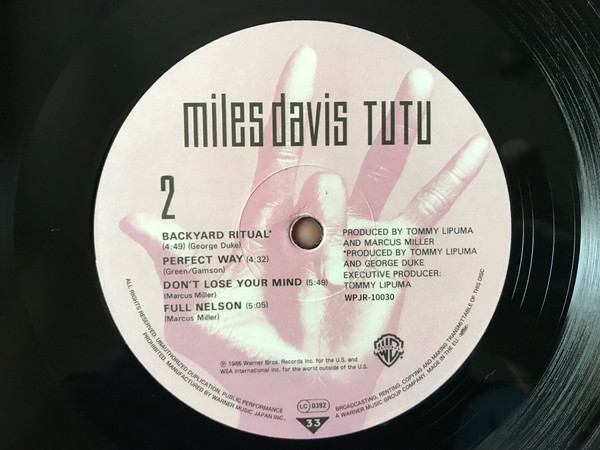 miles davis TUTU
2
BACKYARD RITUAL*
(4:49) (George Duke)
PERFECT WAY (4:32)
(Green/Gamson)
DON'T LOSE YOUR MIND (5:49)
(Marcus Miller)
FULL NELSON (5:05)
(Marcus Miller)
PRODUCED BY TOMMY LIPUMA
AND MARCUS MILLER
*PRODUCED BY TOMMY LIPUMA
AND GEORGE DUKE
EXECUTIVE PRODUCER:
TOMMY LIPUMA
WPJR-10030
℗ 1986 Warner Bros. Records Inc. for the U.S. and
WEA International Inc. for the world outside of the U.S.
ALL RIGHTS RESERVED. UNAUTHORIZED DUPLICATION, PUBLIC PERFORMANCE
PROHIBITED. MANUFACTURED BY WARNER MUSIC JAPAN INC.,
LC 0392
33
BROADCASTING, RENTING, COPYING AND MAKING TRANSMITTABLE OF THIS DISC
A WARNER MUSIC GROUP COMPANY. MADE IN THE EU.